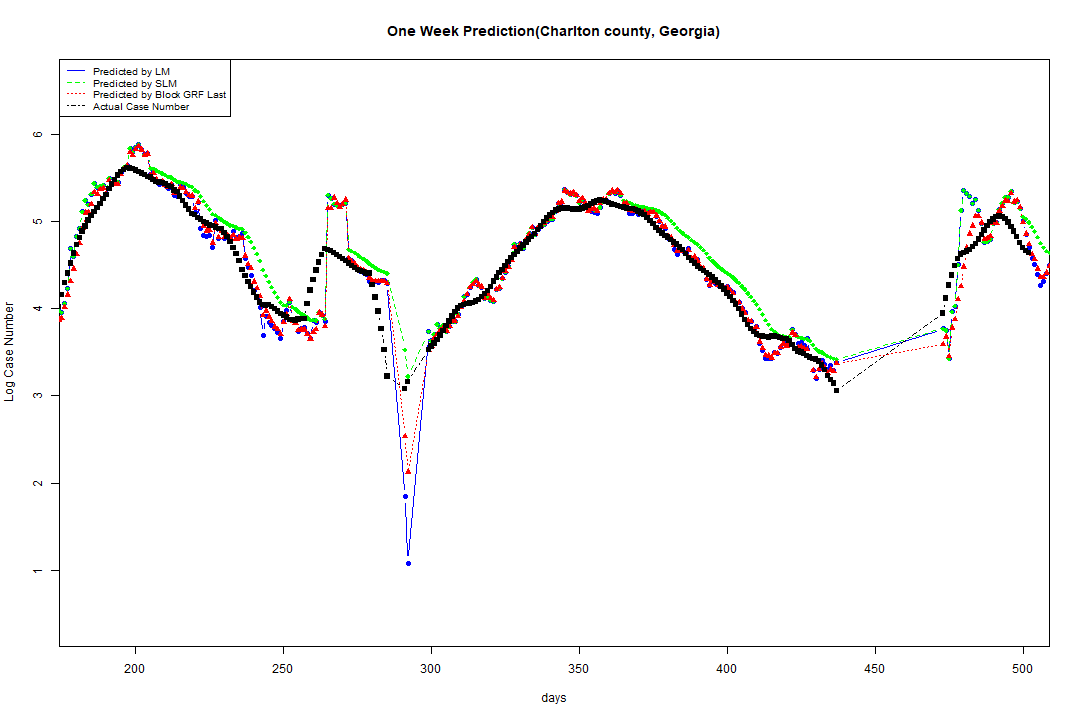 One Week Prediction(Charlton county, Georgia)
Predicted by LM
Predicted by SLM
Predicted by Block GRF Last
Actual Case Number
6
5
4
3
2
1
Log Case Number
200 250 300 350 400 450 500
days